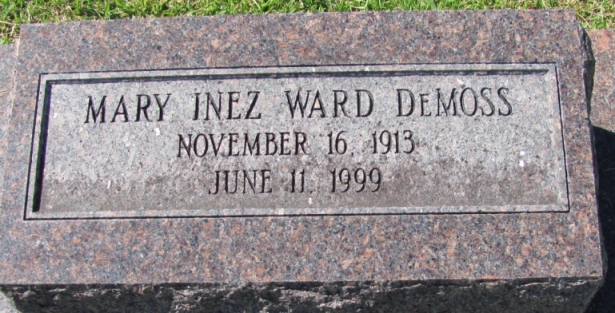 MARY INEZ WARD DEMOSS
NOVEMBER 16, 1913
JUNE 11, 1999